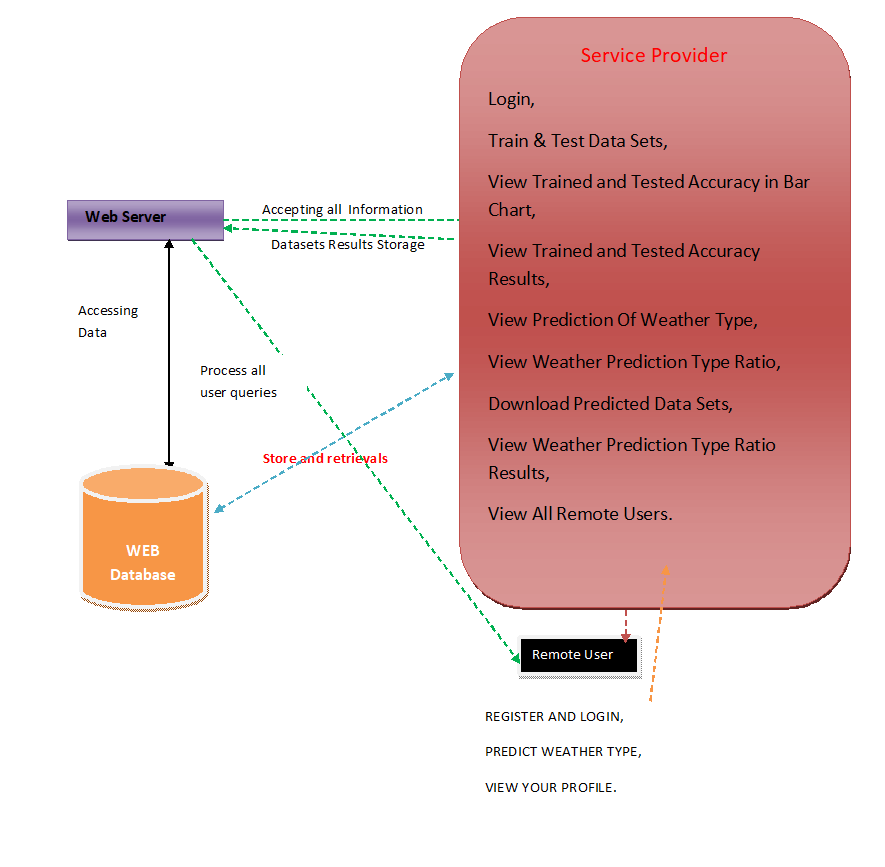 Service Provider
Login,
Train & Test Data Sets,
View Trained and Tested Accuracy in Bar
Chart,
View Trained and Tested Accuracy
Results,
View Prediction Of Weather Type,
View Weather Prediction Type Ratio,
Download Predicted Data Sets,
View Weather Prediction Type Ratio
Results,
View All Remote Users.
Web Server
Accepting all Information
Datasets Results Storage
Accessing
Data
Process all
user queries
Store and retrievals
WEB
Database
Remote User
REGISTER AND LOGIN,
PREDICT WEATHER TYPE,
VIEW YOUR PROFILE.